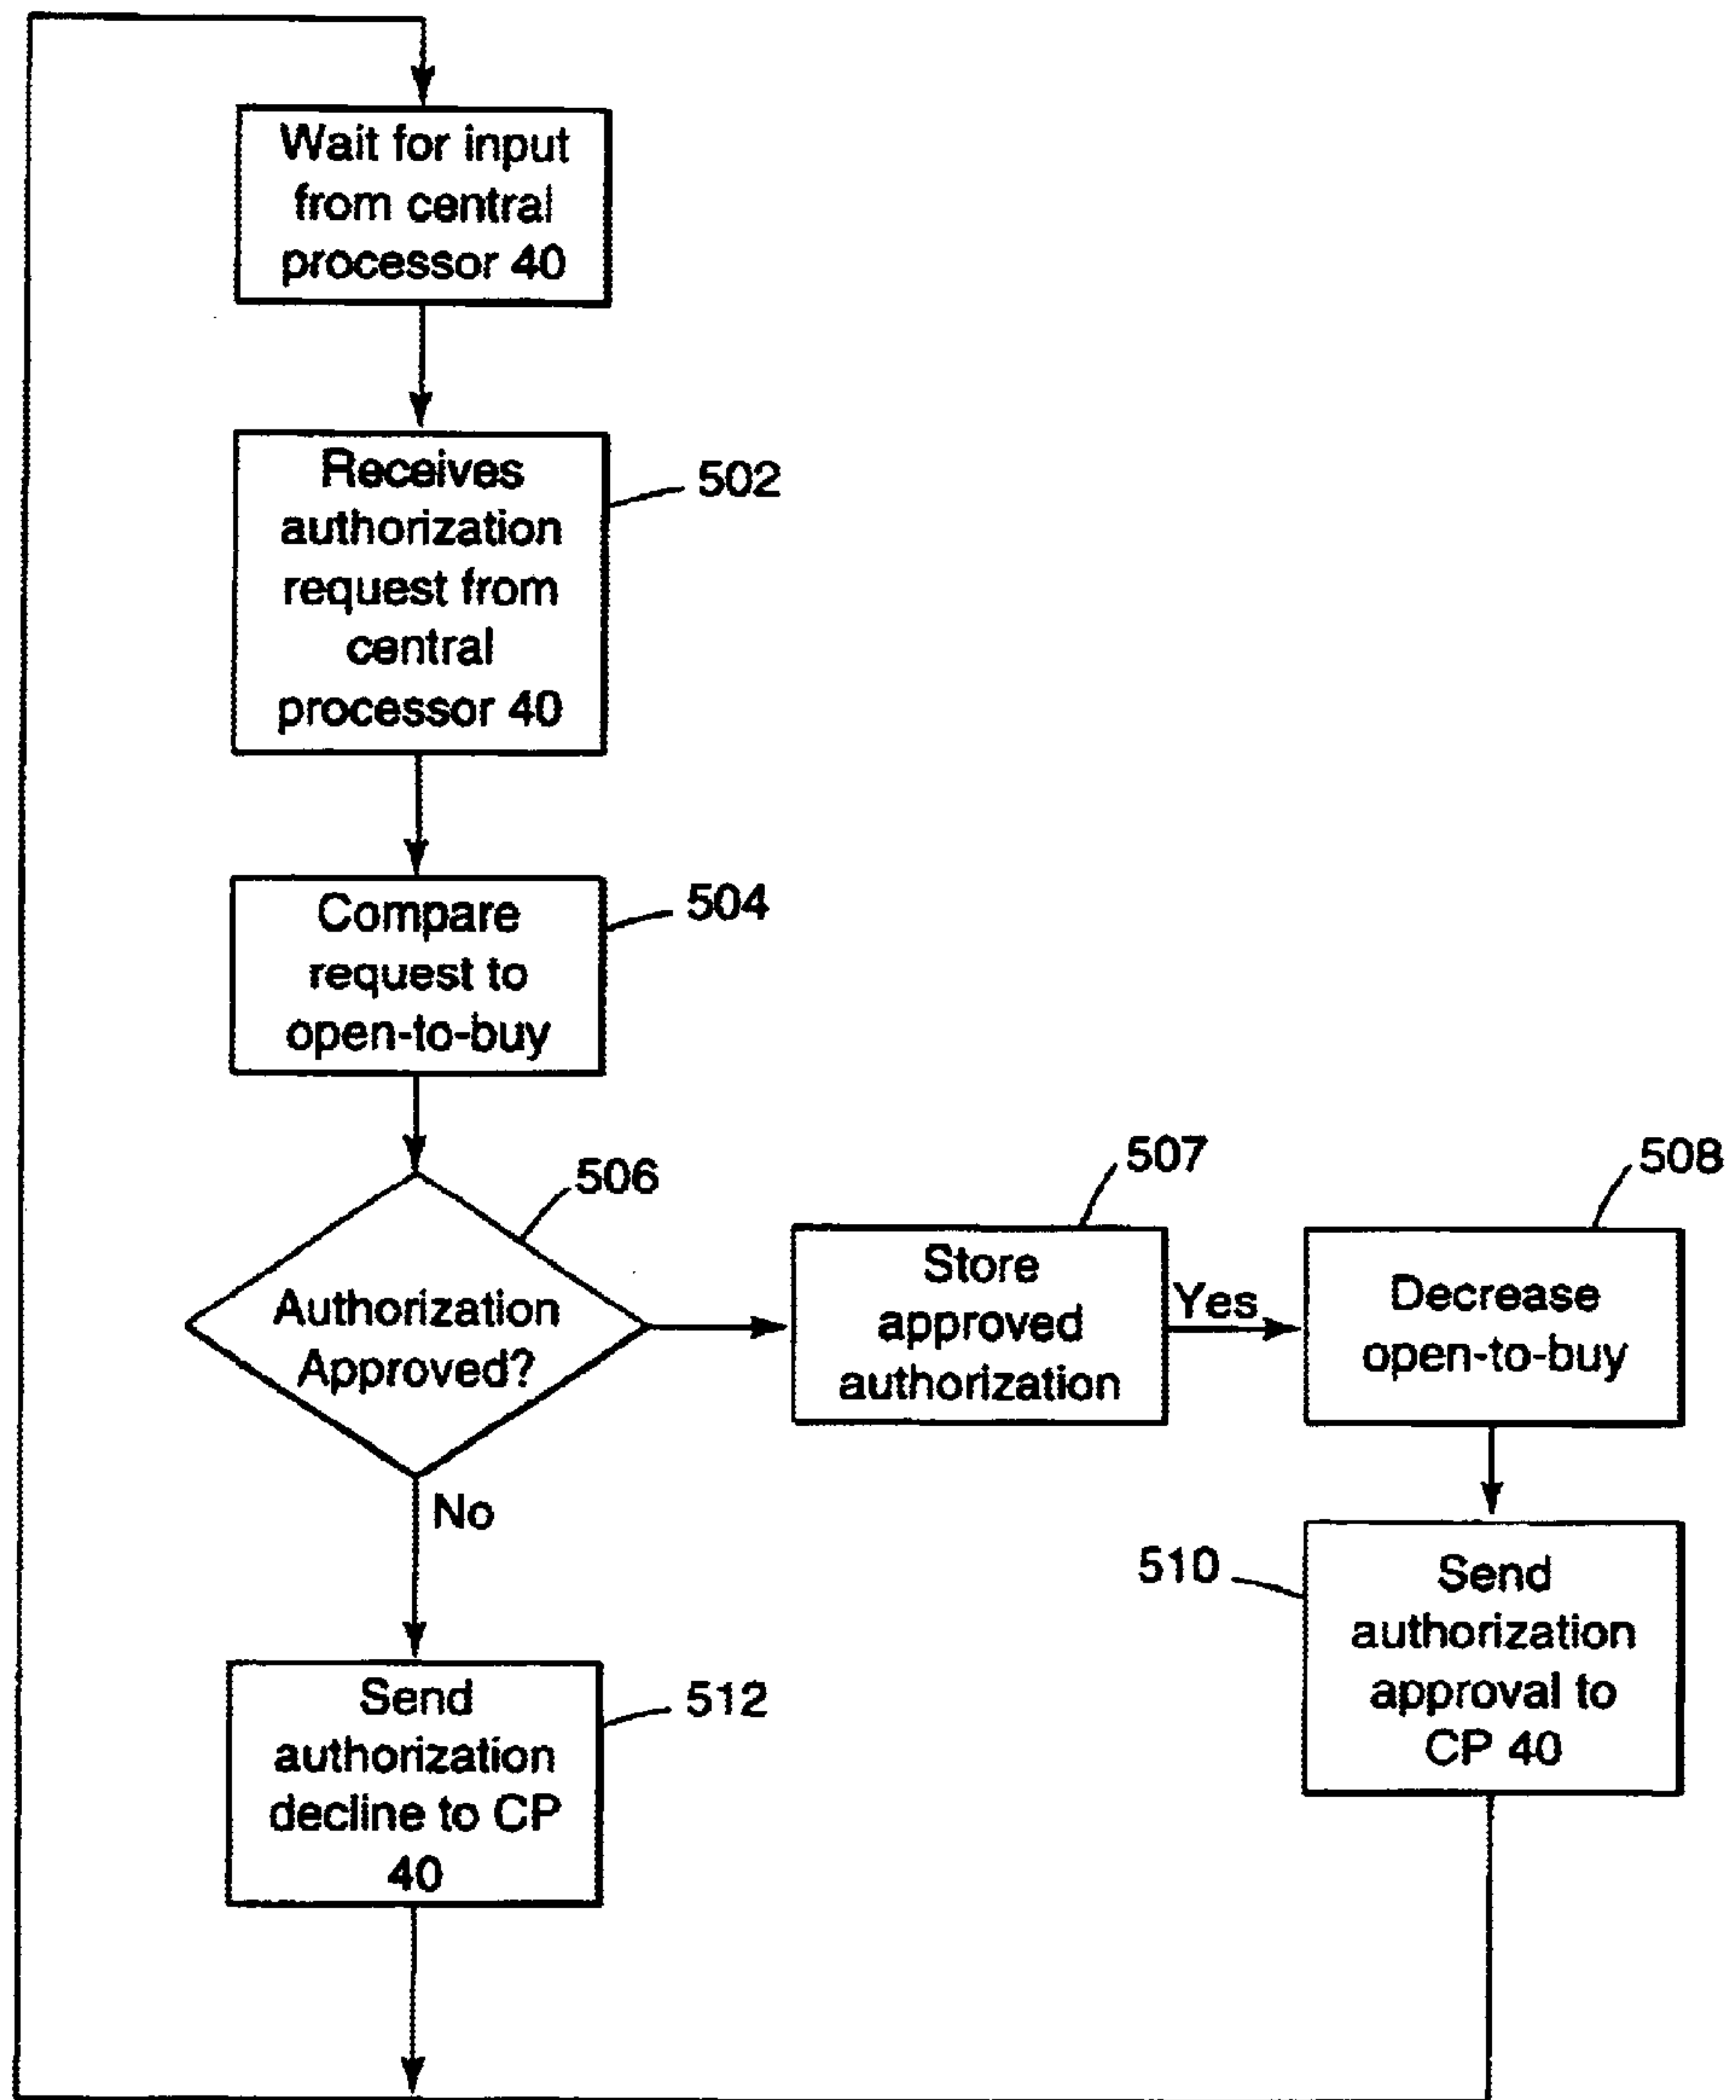 Wait for input
from central
processor 40
Receives
authorization
request from
central
processor 40
502
Compare
request to
open-to-buy
504
Authorization
Approved?
506
Store
approved
authorization
507
Yes
Decrease
open-to-buy
508
No
Send
authorization
decline to CP
40
512
510
Send
authorization
approval to
CP 40